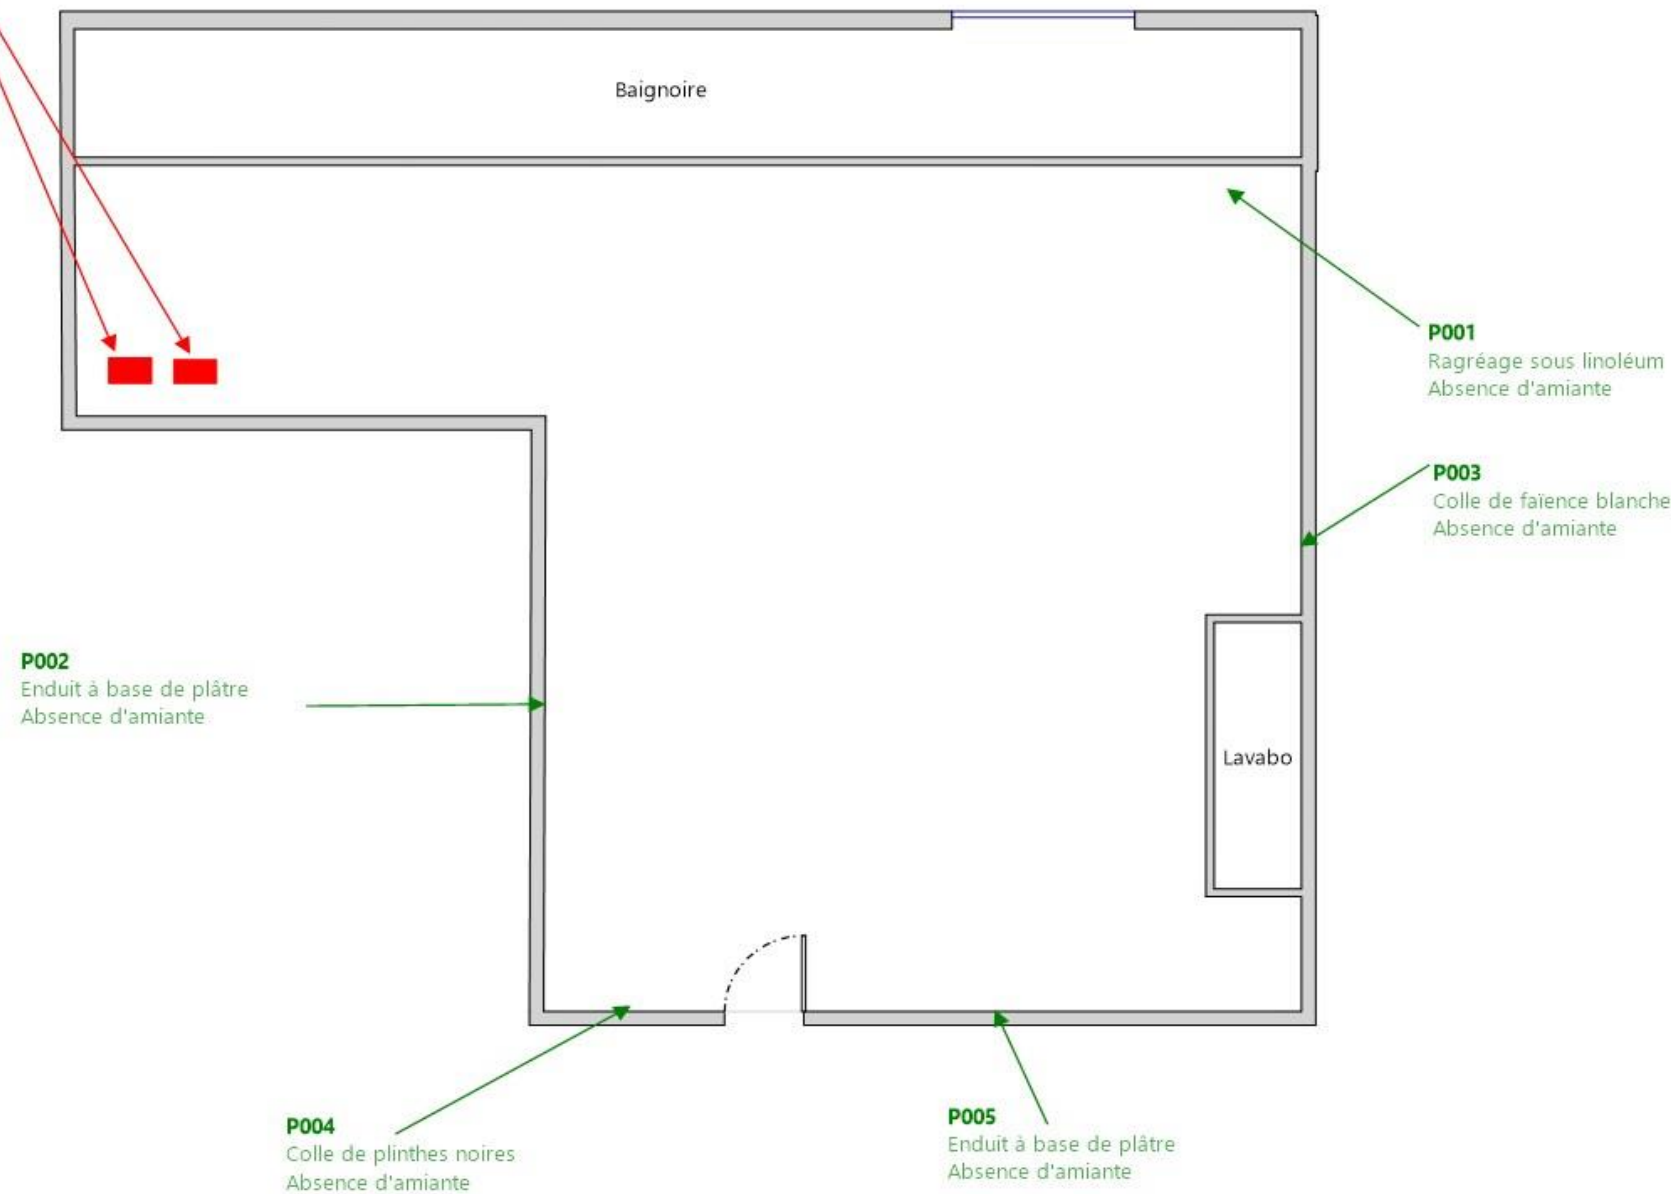 Baignoire
P001
Ragréage sous linoléum
Absence d'amiante
P003
Colle de faïence blanche
Absence d'amiante
P002
Enduit à base de plâtre
Absence d'amiante
Lavabo
P004
Colle de plinthes noires
Absence d'amiante
P005
Enduit à base de plâtre
Absence d'amiante